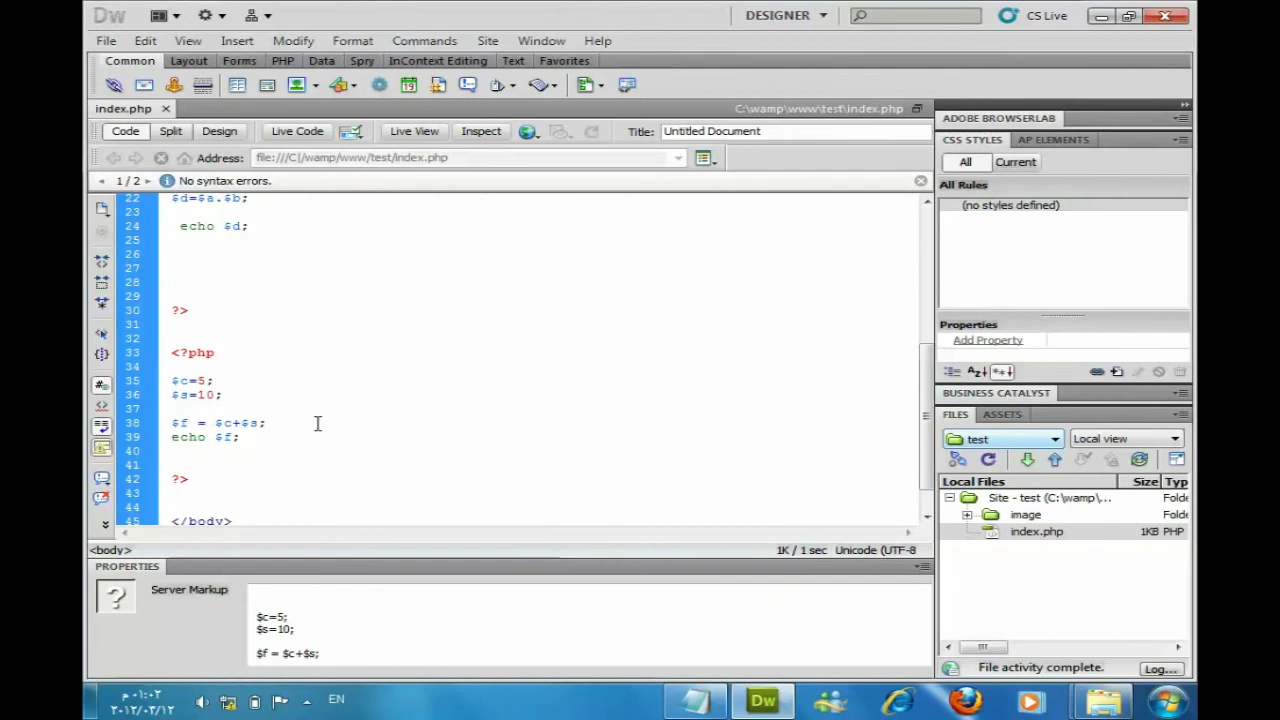 Dw
DESIGNER
CS Live
File Edit View Insert Modify Format Commands Site Window Help
Common Layout Forms PHP Data Spry InContext Editing Text Favorites
19
index.php
C:\wamp\www\test\index.php
Code Split Design Live Code Live View Inspect Title: Untitled Document
Address: file:///C|/wamp/www/test/index.php
1/2 No syntax errors.
22 $d=$a.$b;
23
24 echo $d;
25
26
27
28
29
30 ?>
31
32
33 <?php
34
35 $c=5;
36 $s=10;
37
38 $f = $c+$s;
39 echo $f;
40
41
42 ?>
43
44
45 </body>
<body>
1K / 1 sec Unicode (UTF-8
PROPERTIES
Server Markup
$c=5;
$s=10;
$f = $c+$s;
ADOBE BROWSERLAB
CSS STYLES AP ELEMENTS
All Current
All Rules
(no styles defined)
Properties
Add Property
BUSINESS CATALYST
FILES ASSETS
test Local view
Local Files Size Typ
Site - test (C:\wamp\... Folde
image Folde
index.php 1KB PHP
File activity complete. Log...
٠١:٠٢ م
٢٠١٢/٠٣/١٢
EN
Dw